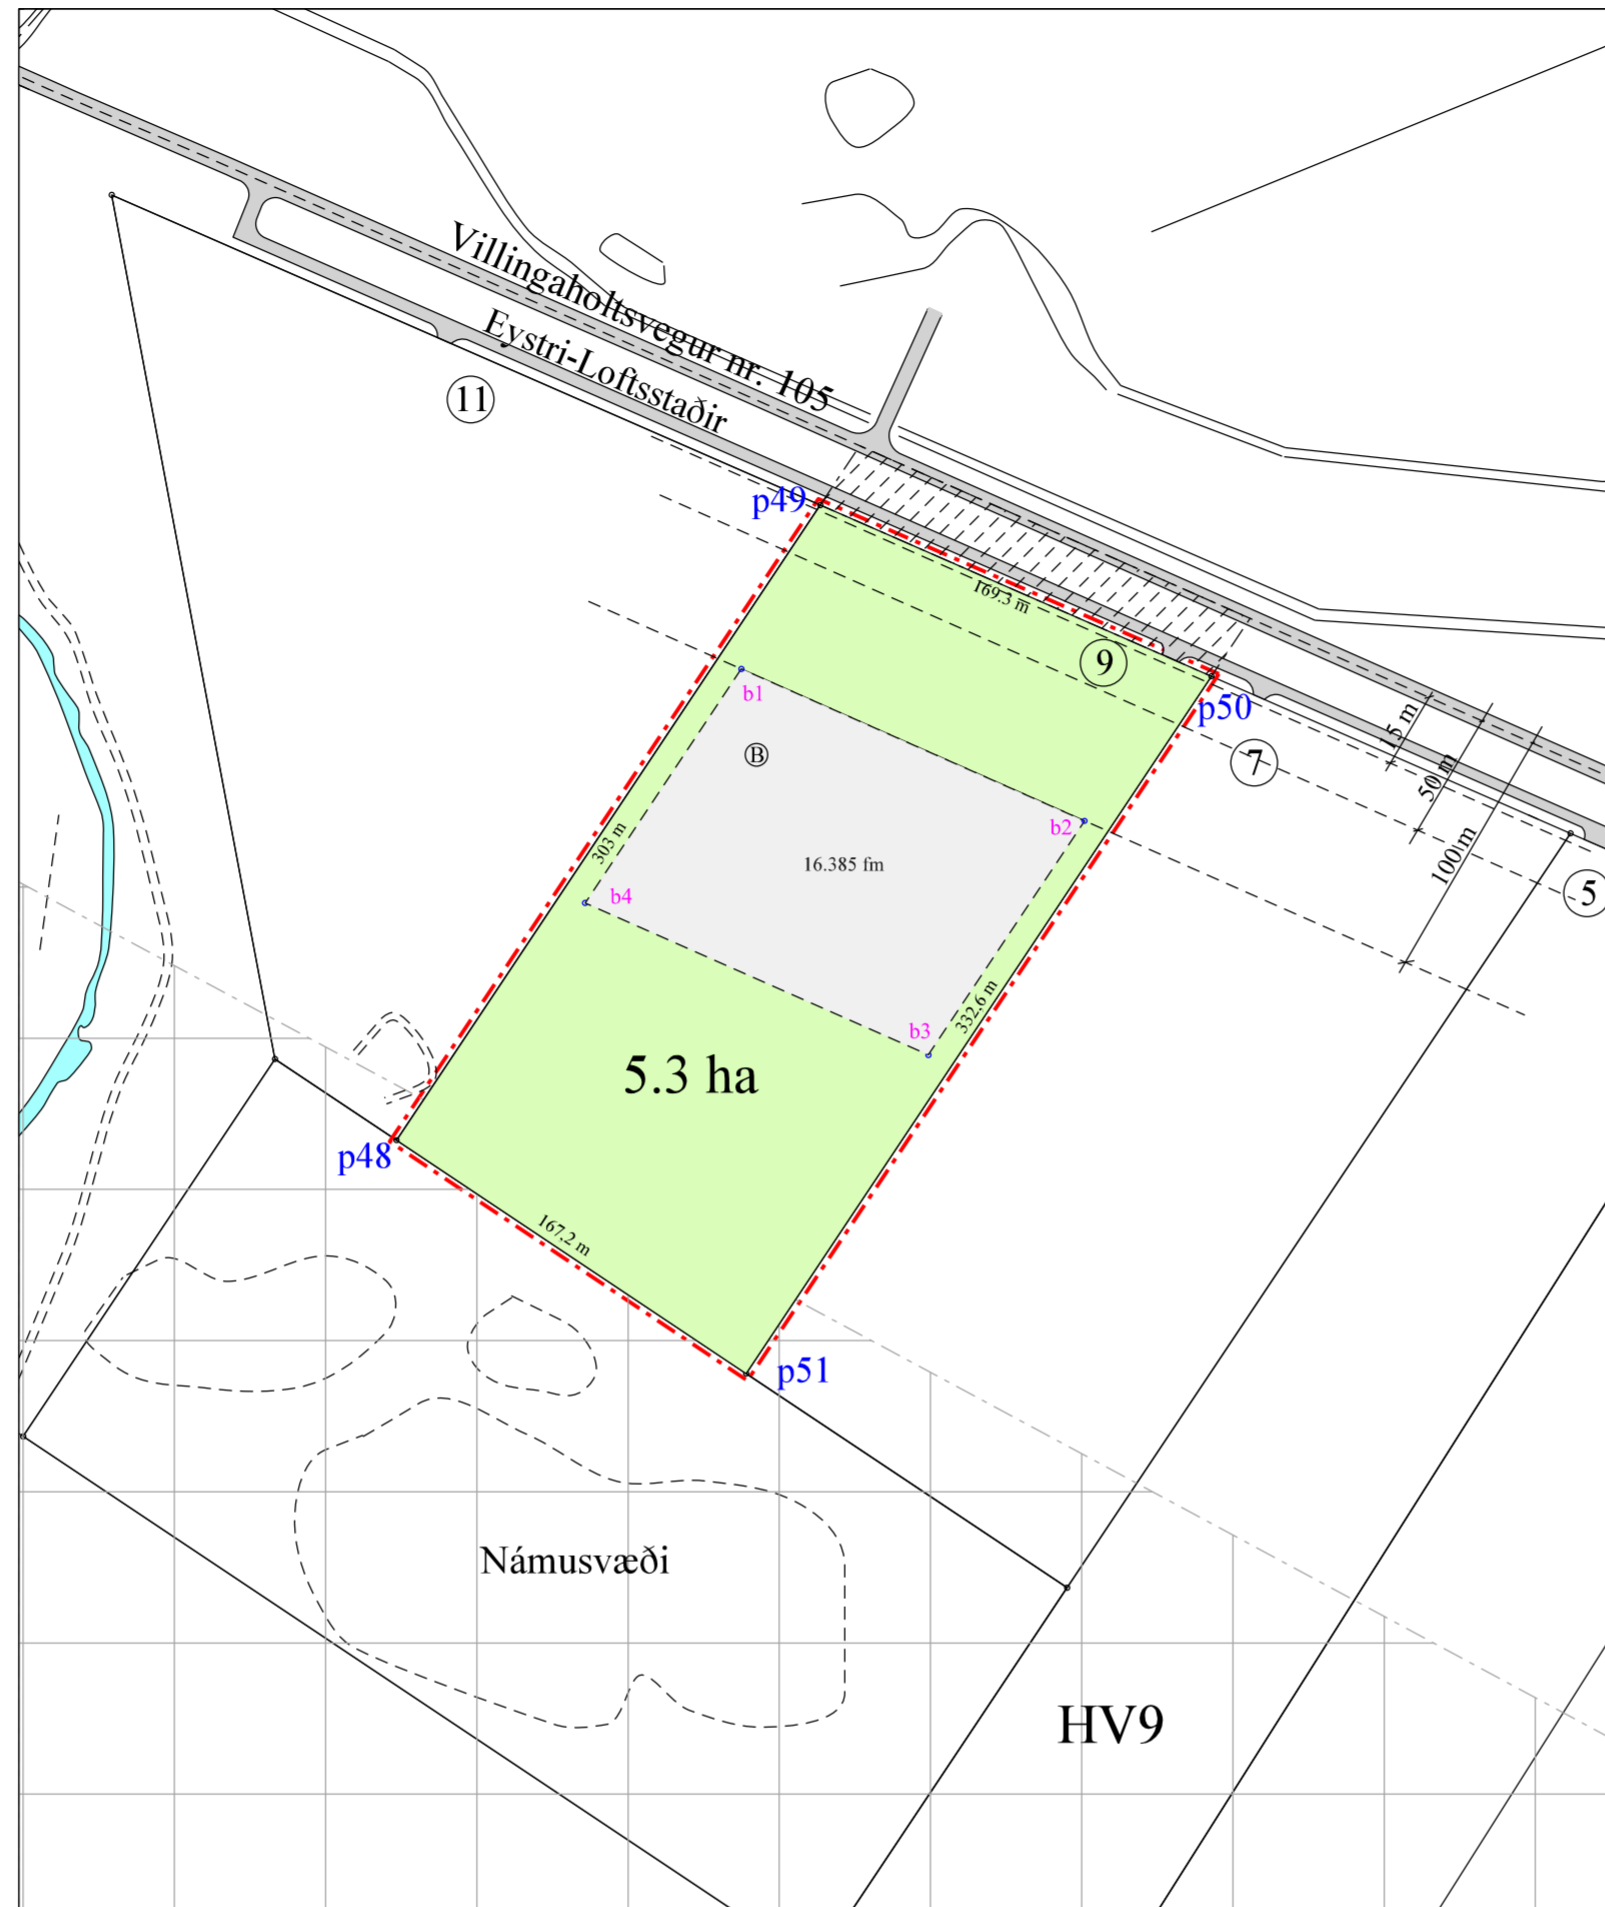 Villingaholtsvegur nr. 105
Eystri-Loftsstaðir
11
p49
169.3 m
9
p50
b1
15 m
7
50 m
B
b2
303 m
16.385 fm
100 m
5
b4
332.6 m
b3
5.3 ha
p48
167.2 m
p51
Námusvæði
HV9